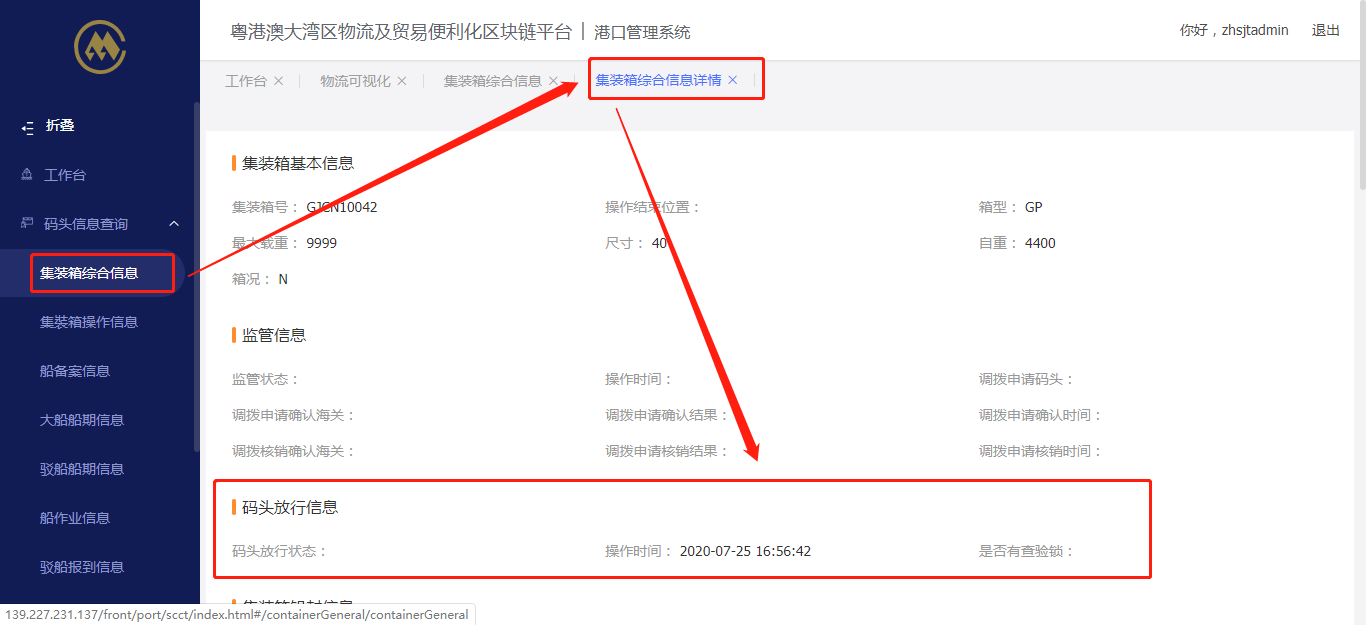 粤港澳大湾区物流及贸易便利化区块链平台 | 港口管理系统
你好，zhsjtadmin 退出
工作台 × 物流可视化 × 集装箱综合信息 × 集装箱综合信息详情 ×
折叠
工作台
码头信息查询
集装箱综合信息
集装箱操作信息
船备案信息
大船船期信息
驳船船期信息
船作业信息
驳船报到信息
集装箱基本信息
集装箱号： GJCN10042 操作结束位置： 箱型： GP
最大载重： 9999 尺寸： 40 自重： 4400
箱况： N
监管信息
监管状态： 操作时间： 调拨申请码头：
调拨申请确认海关： 调拨申请确认结果： 调拨申请确认时间：
调拨核销确认海关： 调拨申请核销结果： 调拨申请核销时间：
码头放行信息
码头放行状态： 操作时间： 2020-07-25 16:56:42 是否有查验锁：
139.227.231.137/front/port/scct/index.html#/containerGeneral/containerGeneral